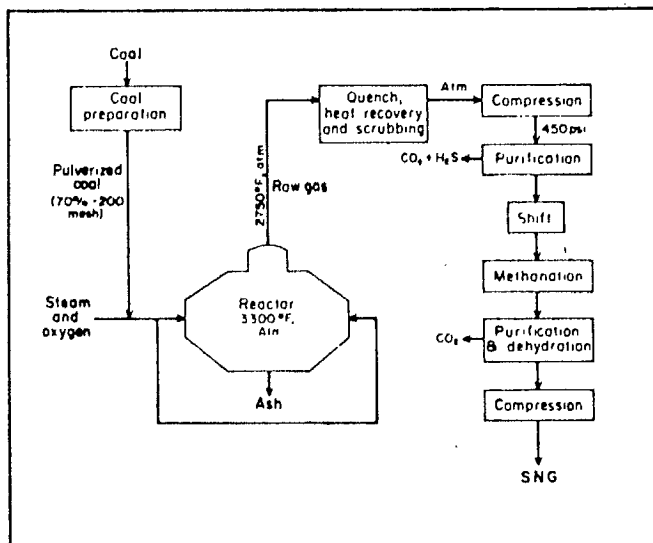 Coal
Coal
preparation
Pulverized
coal
(70% -200
mesh)
Steam
and
oxygen
Reactor
3300°F,
Atm
Ash
2750°F, atm
Raw gas
Quench,
heat recovery
and scrubbing
Atm
Compression
450 psi
CO₂ + H₂S
Purification
Shift
Methanation
CO₂
Purification
& dehydration
Compression
SNG